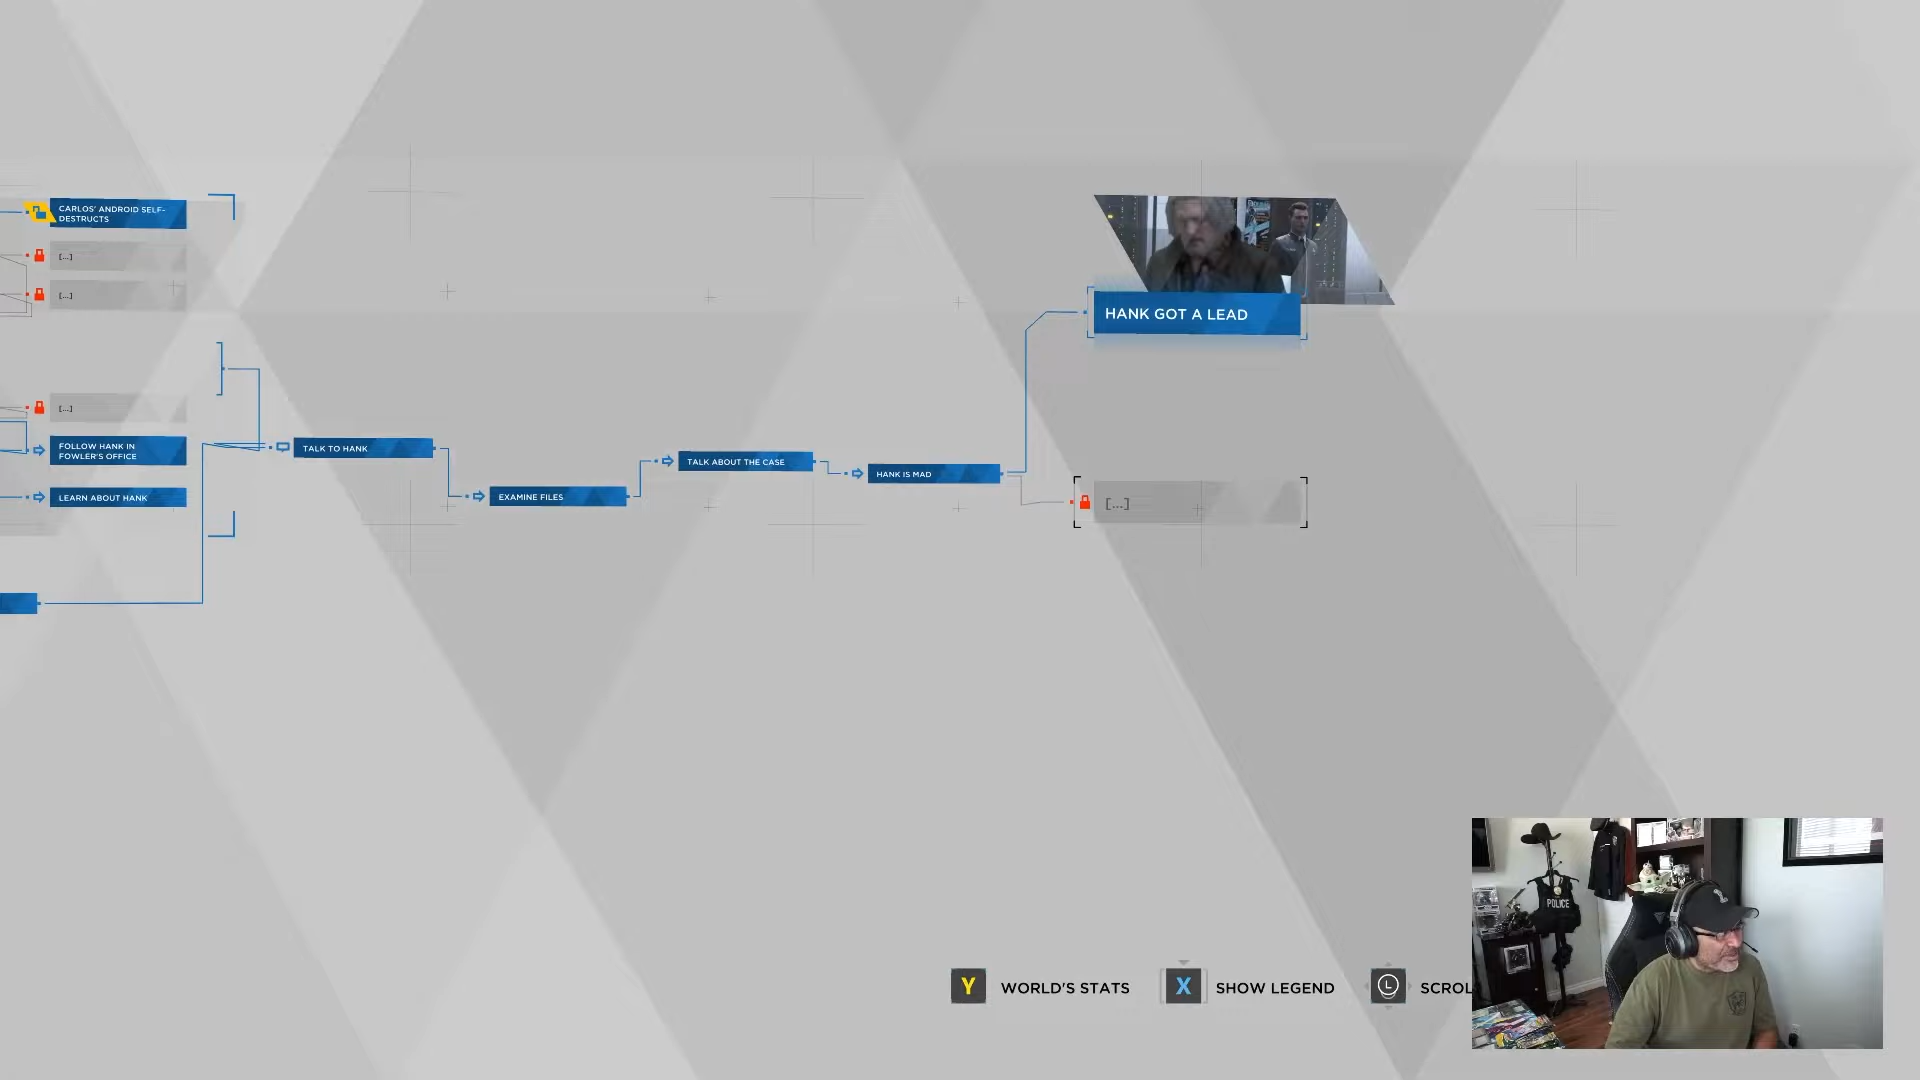 CARLOS' ANDROID SELF-
DESTRUCTS
[...]
[...]
HANK GOT A LEAD
[...]
FOLLOW HANK IN
FOWLER'S OFFICE
TALK TO HANK
TALK ABOUT THE CASE
HANK IS MAD
LEARN ABOUT HANK
EXAMINE FILES
[...]
POLICE
Y WORLD'S STATS
X SHOW LEGEND
L SCROL